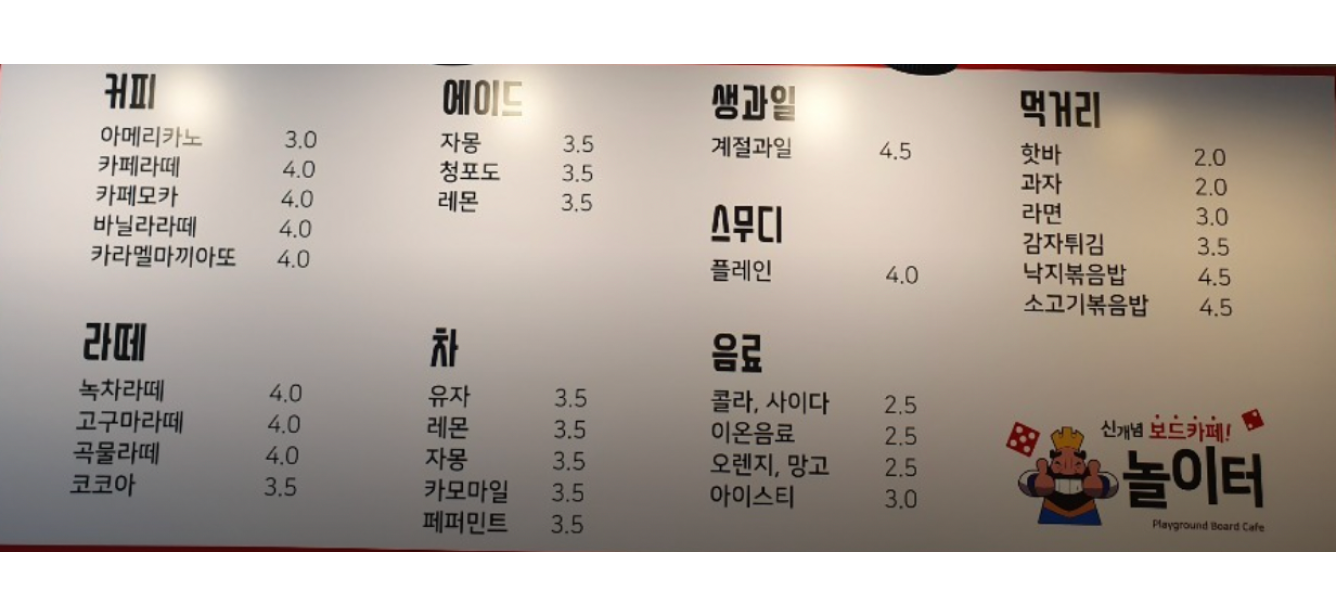 커피
아메리카노 3.0
카페라떼 4.0
카페모카 4.0
바닐라라떼 4.0
카라멜마끼아또 4.0
라떼
녹차라떼 4.0
고구마라떼 4.0
곡물라떼 4.0
코코아 3.5
에이드
자몽 3.5
청포도 3.5
레몬 3.5
차
유자 3.5
레몬 3.5
자몽 3.5
카모마일 3.5
페퍼민트 3.5
생과일
계절과일 4.5
스무디
플레인 4.0
음료
콜라, 사이다 2.5
이온음료 2.5
오렌지, 망고 2.5
아이스티 3.0
먹거리
핫바 2.0
과자 2.0
라면 3.0
감자튀김 3.5
낙지볶음밥 4.5
소고기볶음밥 4.5
신개념 보드카페!
놀이터
Playground Board Cafe